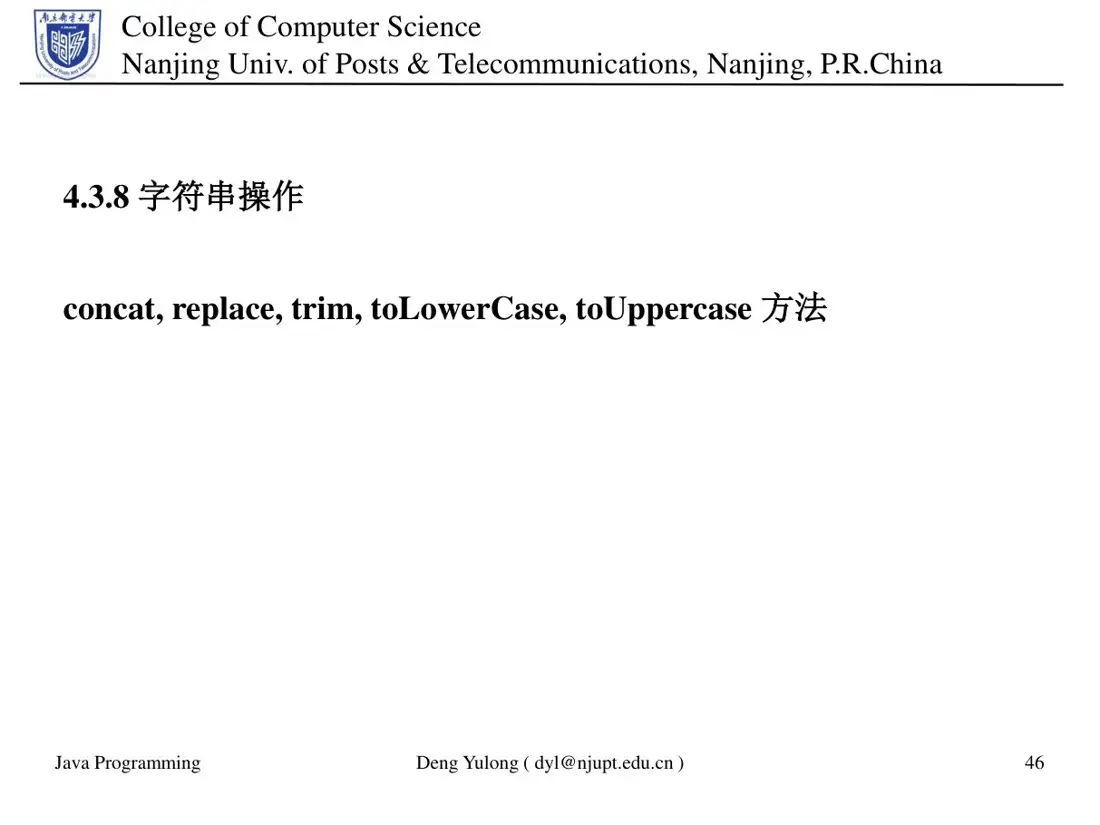 College of Computer Science
Nanjing Univ. of Posts & Telecommunications, Nanjing, P.R.China
4.3.8 字符串操作
concat, replace, trim, toLowerCase, toUppercase 方法
Java Programming
Deng Yulong ( dyl@njupt.edu.cn )
46